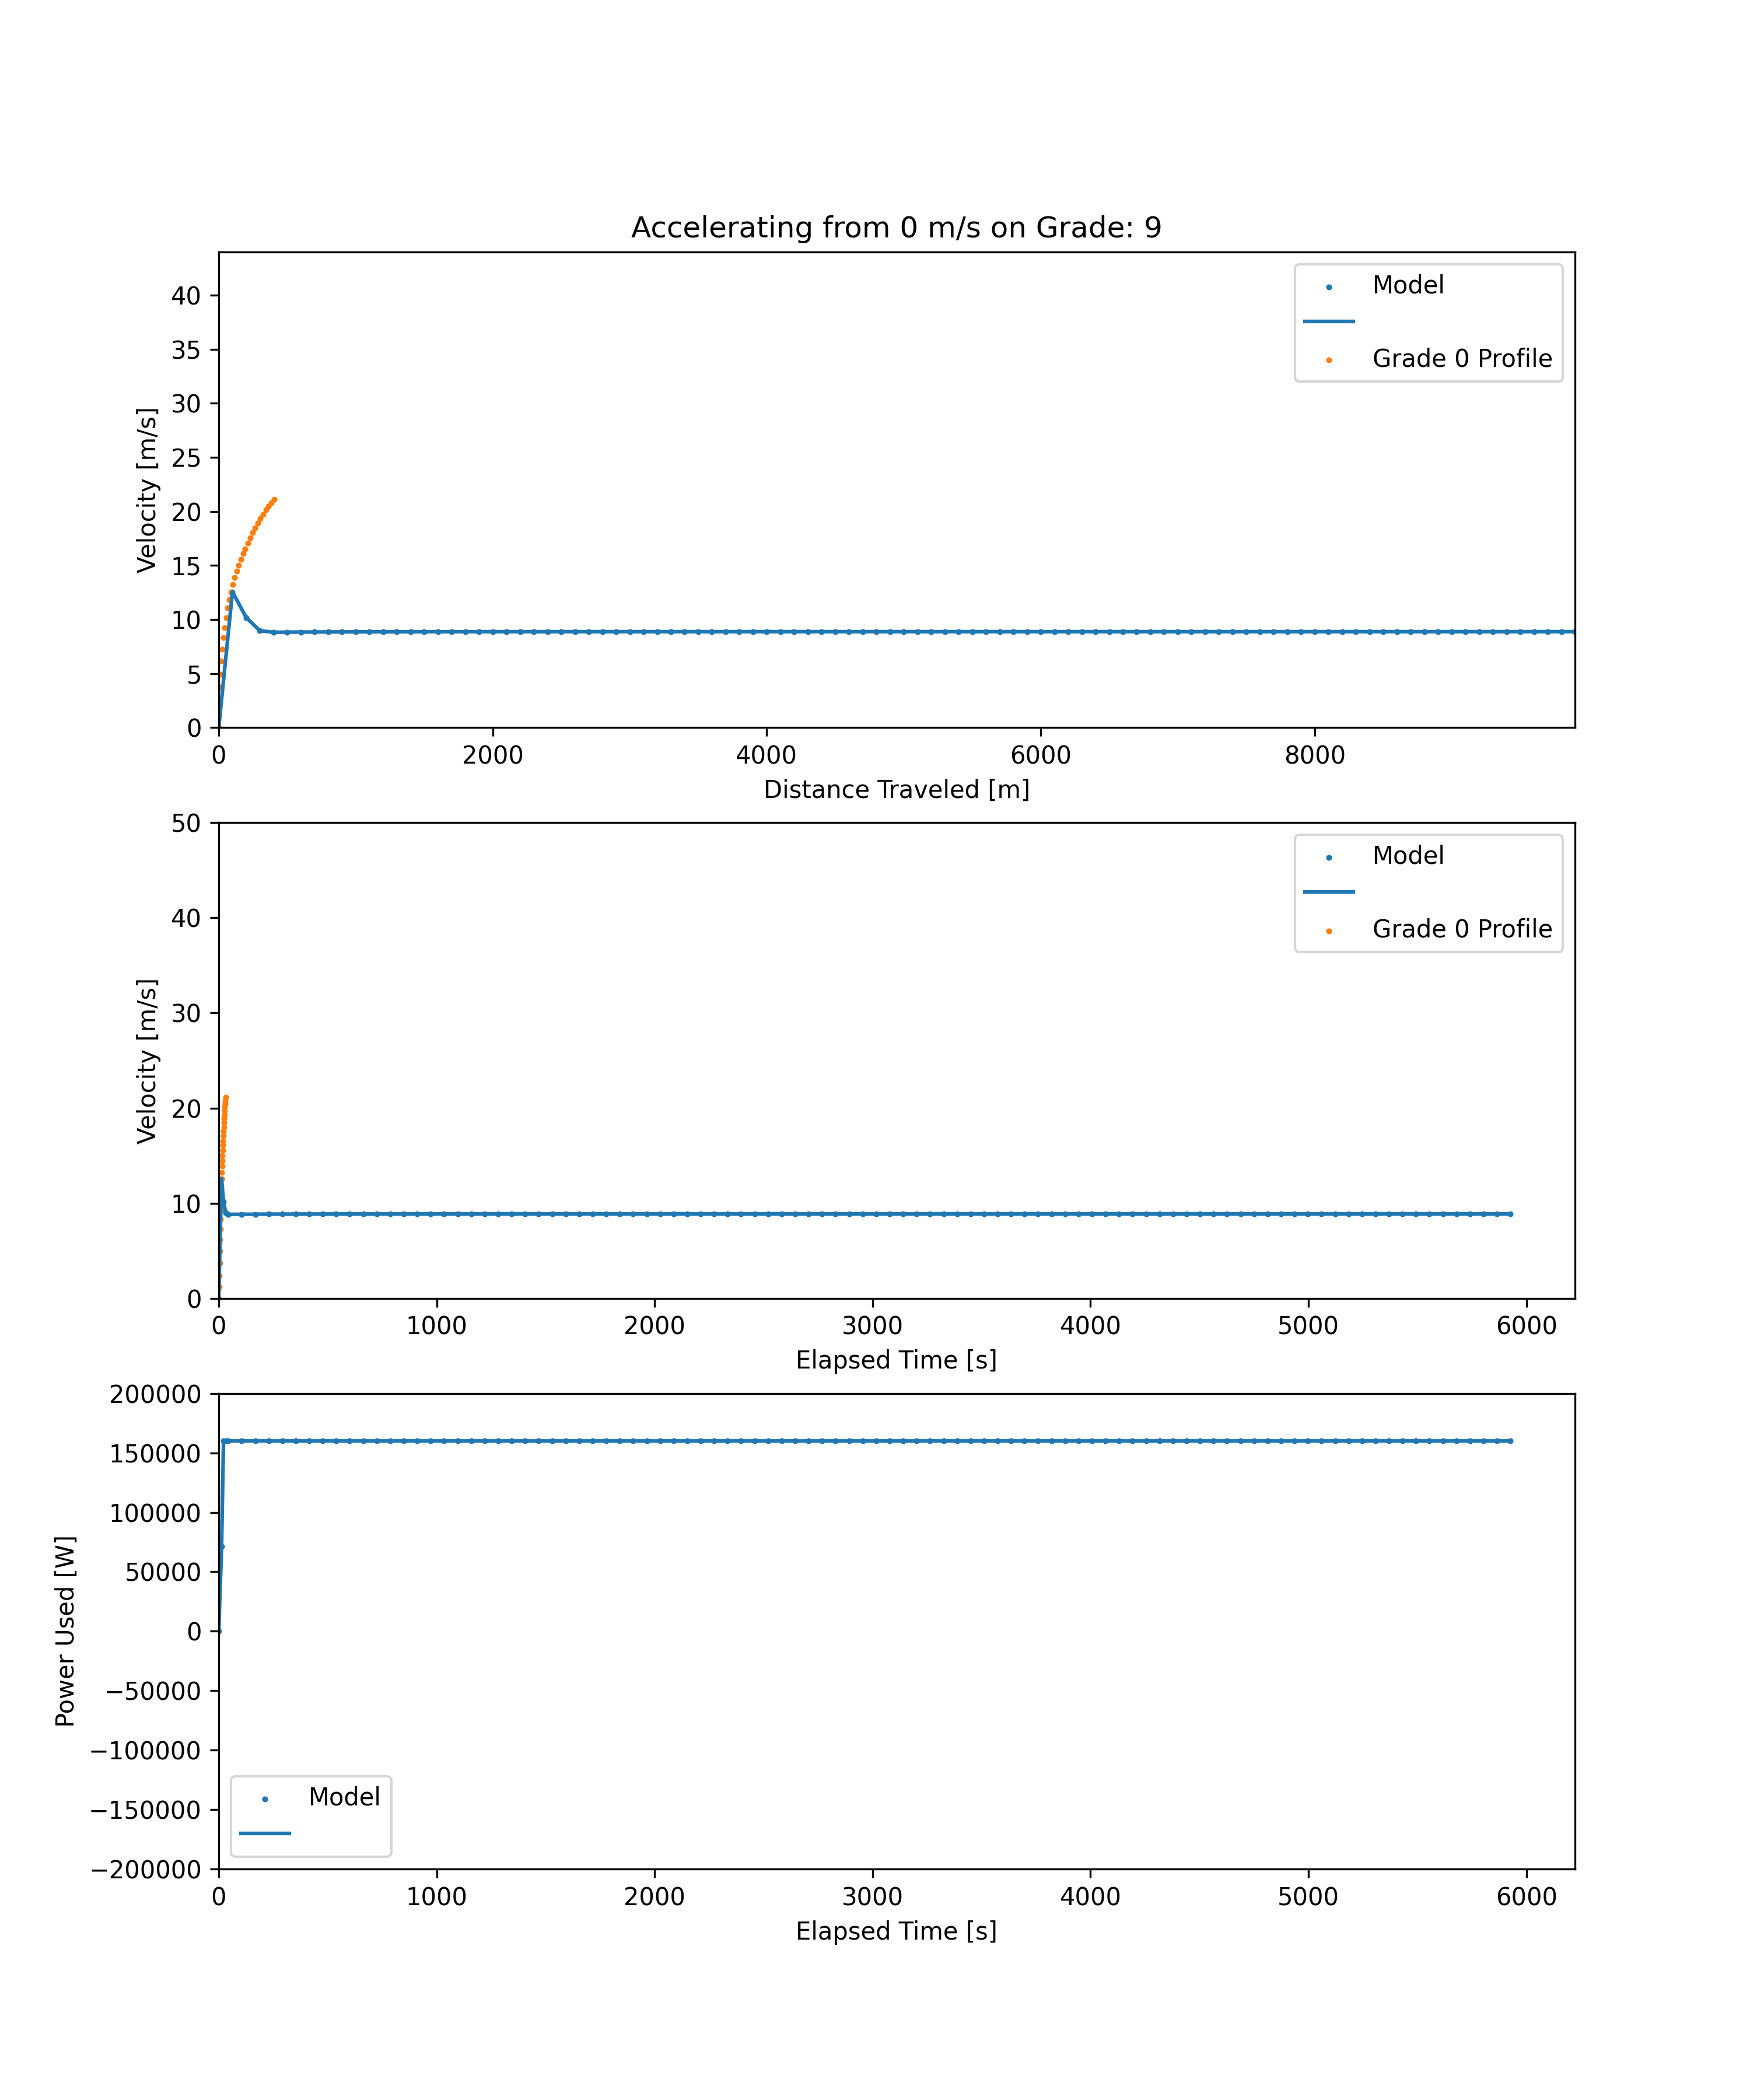 Accelerating from 0 m/s on Grade: 9
40
35
30
25
20
15
10
5
0
Velocity [m/s]
Model
Grade 0 Profile
0 2000 4000 6000 8000
Distance Traveled [m]
50
40
30
20
10
0
Velocity [m/s]
Model
Grade 0 Profile
0 1000 2000 3000 4000 5000 6000
Elapsed Time [s]
200000
150000
100000
50000
0
−50000
−100000
−150000
−200000
Power Used [W]
Model
0 1000 2000 3000 4000 5000 6000
Elapsed Time [s]